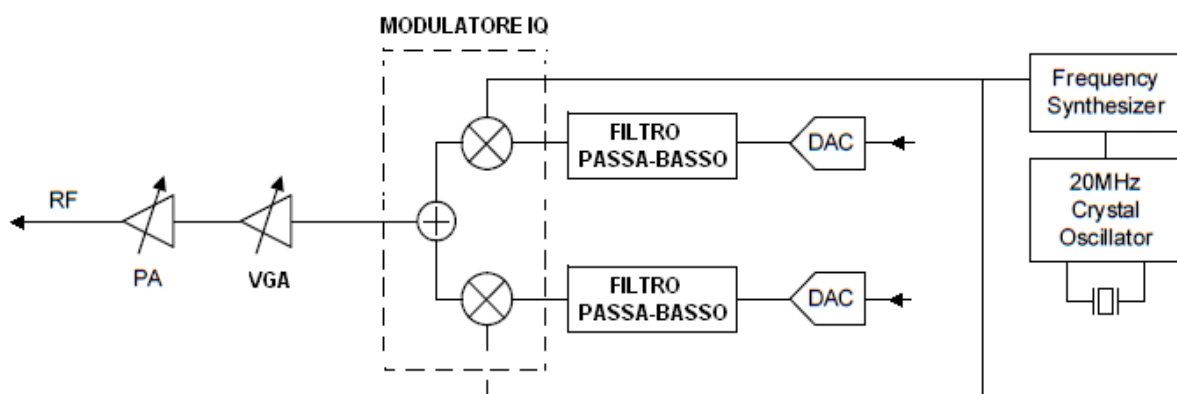 MODULATORE IQ
Frequency
Synthesizer
FILTRO
PASSA-BASSO
DAC
20MHz
Crystal
Oscillator
RF
PA
VGA
FILTRO
PASSA-BASSO
DAC